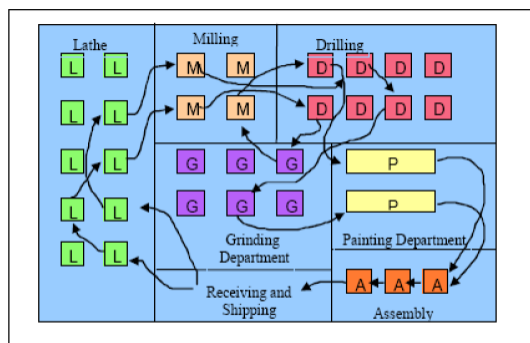 Lathe
Milling
Drilling
L L
M M
D D D D
L L
M M
D D D D
L L
G G G
P
L L
G G G
P
Grinding
Department
Painting Department
L L
Receiving and
Shipping
A A A
Assembly